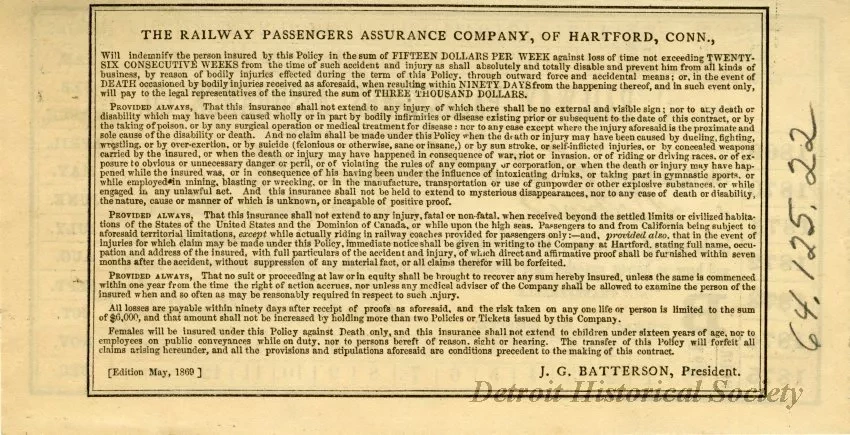 THE RAILWAY PASSENGERS ASSURANCE COMPANY, OF HARTFORD, CONN.,
Will indemnify the person insured by this Policy in the sum of FIFTEEN DOLLARS PER WEEK against loss of time not exceeding TWENTY-
SIX CONSECUTIVE WEEKS from the time of such accident and injury as shall absolutely and totally disable and prevent him from all kinds of
business, by reason of bodily injuries effected during the term of this Policy, through outward force and accidental means; or, in the event of
DEATH occasioned by bodily injuries received as aforesaid, when resulting within NINETY DAYS from the happening thereof, and in such event only,
will pay to the legal representatives of the insured the sum of THREE THOUSAND DOLLARS.
PROVIDED ALWAYS, That this insurance shall not extend to any injury of which there shall be no external and visible sign; nor to any death or
disability which may have been caused wholly or in part by bodily infirmities or disease existing prior or subsequent to the date of this contract, or by
the taking of poison, or by any surgical operation or medical treatment for disease; nor to any case except where the injury aforesaid is the proximate and
sole cause of the disability or death. And no claim shall be made under this Policy when the death or injury may have been caused by dueling, fighting,
wrestling, or by over-exertion, or by suicide (felonious or otherwise, sane or insane,) or by sun stroke, or self-inflicted injuries, or by concealed weapons
carried by the insured, or when the death or injury may have happened in consequence of war, riot or invasion, or of riding or driving races, or of ex-
posure to obvious or unnecessary danger or peril, or of violating the rules of any company or corporation, or when the death or injury may have hap-
pened while the insured was, or in consequence of his having been under the influence of intoxicating drinks, or taking part in gymnastic sports, or
while employed in mining, blasting or wrecking, or in the manufacture, transportation or use of gunpowder or other explosive substances, or while
engaged in any unlawful act. And this insurance shall not be held to extend to mysterious disappearances, nor to any case of death or disability,
the nature, cause or manner of which is unknown, or incapable of positive proof.
PROVIDED ALWAYS, That this insurance shall not extend to any injury, fatal or non-fatal, when received beyond the settled limits or civilized habita-
tions of the States of the United States and the Dominion of Canada, or while upon the high seas. Passengers to and from California being subject to
aforesaid territorial limitations, except while actually riding in railway coaches provided for passengers only:—and, provided also, that in the event of
injuries for which claim may be made under this Policy, immediate notice shall be given in writing to the Company at Hartford, stating full name, occu-
pation and address of the insured, with full particulars of the accident and injury, of which direct and affirmative proof shall be furnished within seven
months after the accident, without suppression of any material fact, or all claims therefor will be forfeited.
PROVIDED ALWAYS, That no suit or proceeding at law or in equity shall be brought to recover any sum hereby insured, unless the same is commenced
within one year from the time the right of action accrues, nor unless any medical adviser of the Company shall be allowed to examine the person of the
insured when and so often as may be reasonably required in respect to such injury.
All losses are payable within ninety days after receipt of proofs as aforesaid, and the risk taken on any one life or person is limited to the sum
of $6,000, and that amount shall not be increased by holding more than two Policies or Tickets issued by this Company.
Females will be insured under this Policy against Death only, and this insurance shall not extend to children under sixteen years of age, nor to
employees on public conveyances while on duty, nor to persons bereft of reason, sight or hearing. The transfer of this Policy will forfeit all
claims arising hereunder, and all the provisions and stipulations aforesaid are conditions precedent to the making of this contract.
[Edition May, 1869]
J. G. BATTERSON, President.
Detroit Historical Society
64.125.22